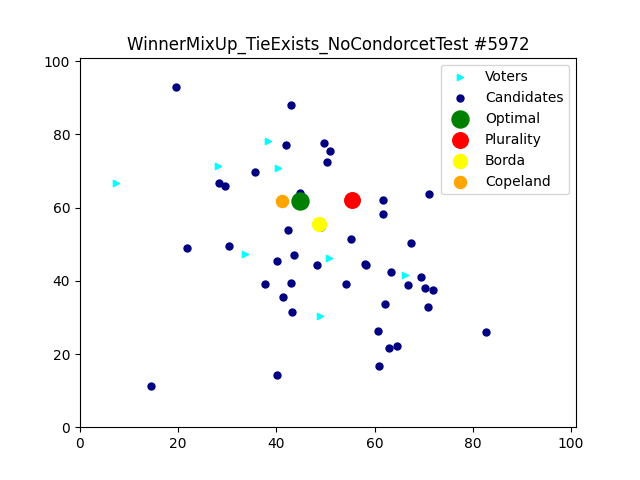 WinnerMixUp_TieExists_NoCondorcetTest #5972
100
80
60
40
20
0
0 20 40 60 80 100
Voters
Candidates
Optimal
Plurality
Borda
Copeland